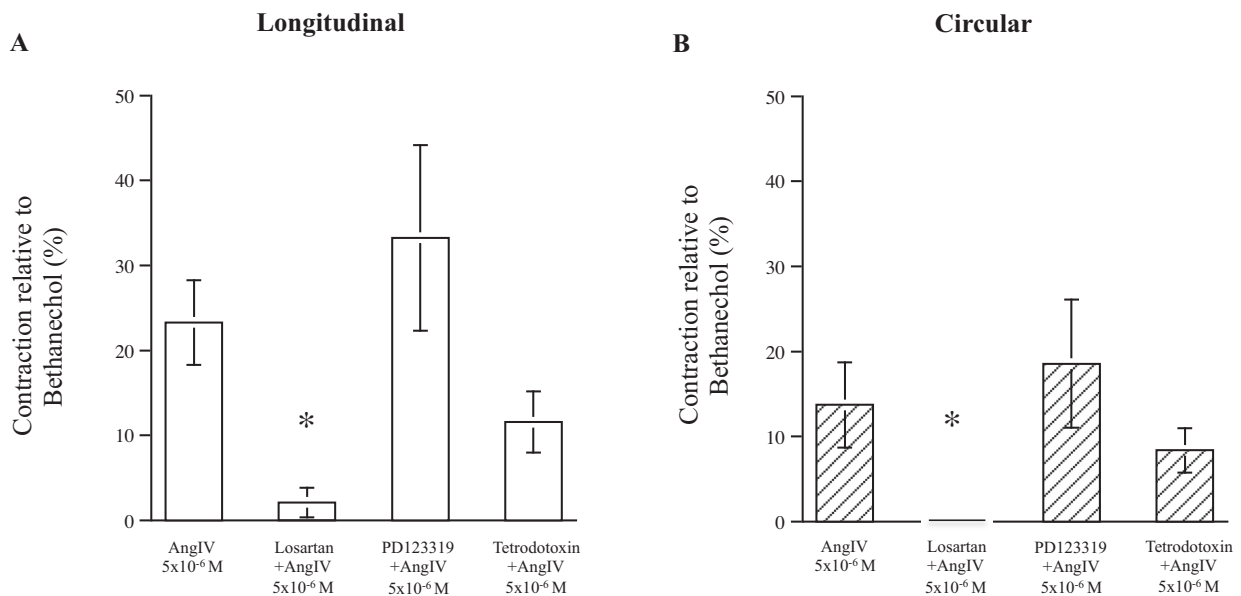 A
Longitudinal
Contraction relative to
Bethanechol (%)
50
40
30
20
10
0
*
AngIV
5x10⁻⁶ M
Losartan
+AngIV
5x10⁻⁶ M
PD123319
+AngIV
5x10⁻⁶ M
Tetrodotoxin
+AngIV
5x10⁻⁶ M
B
Circular
Contraction relative to
Bethanechol (%)
50
40
30
20
10
0
*
AngIV
5x10⁻⁶ M
Losartan
+AngIV
5x10⁻⁶ M
PD123319
+AngIV
5x10⁻⁶ M
Tetrodotoxin
+AngIV
5x10⁻⁶ M